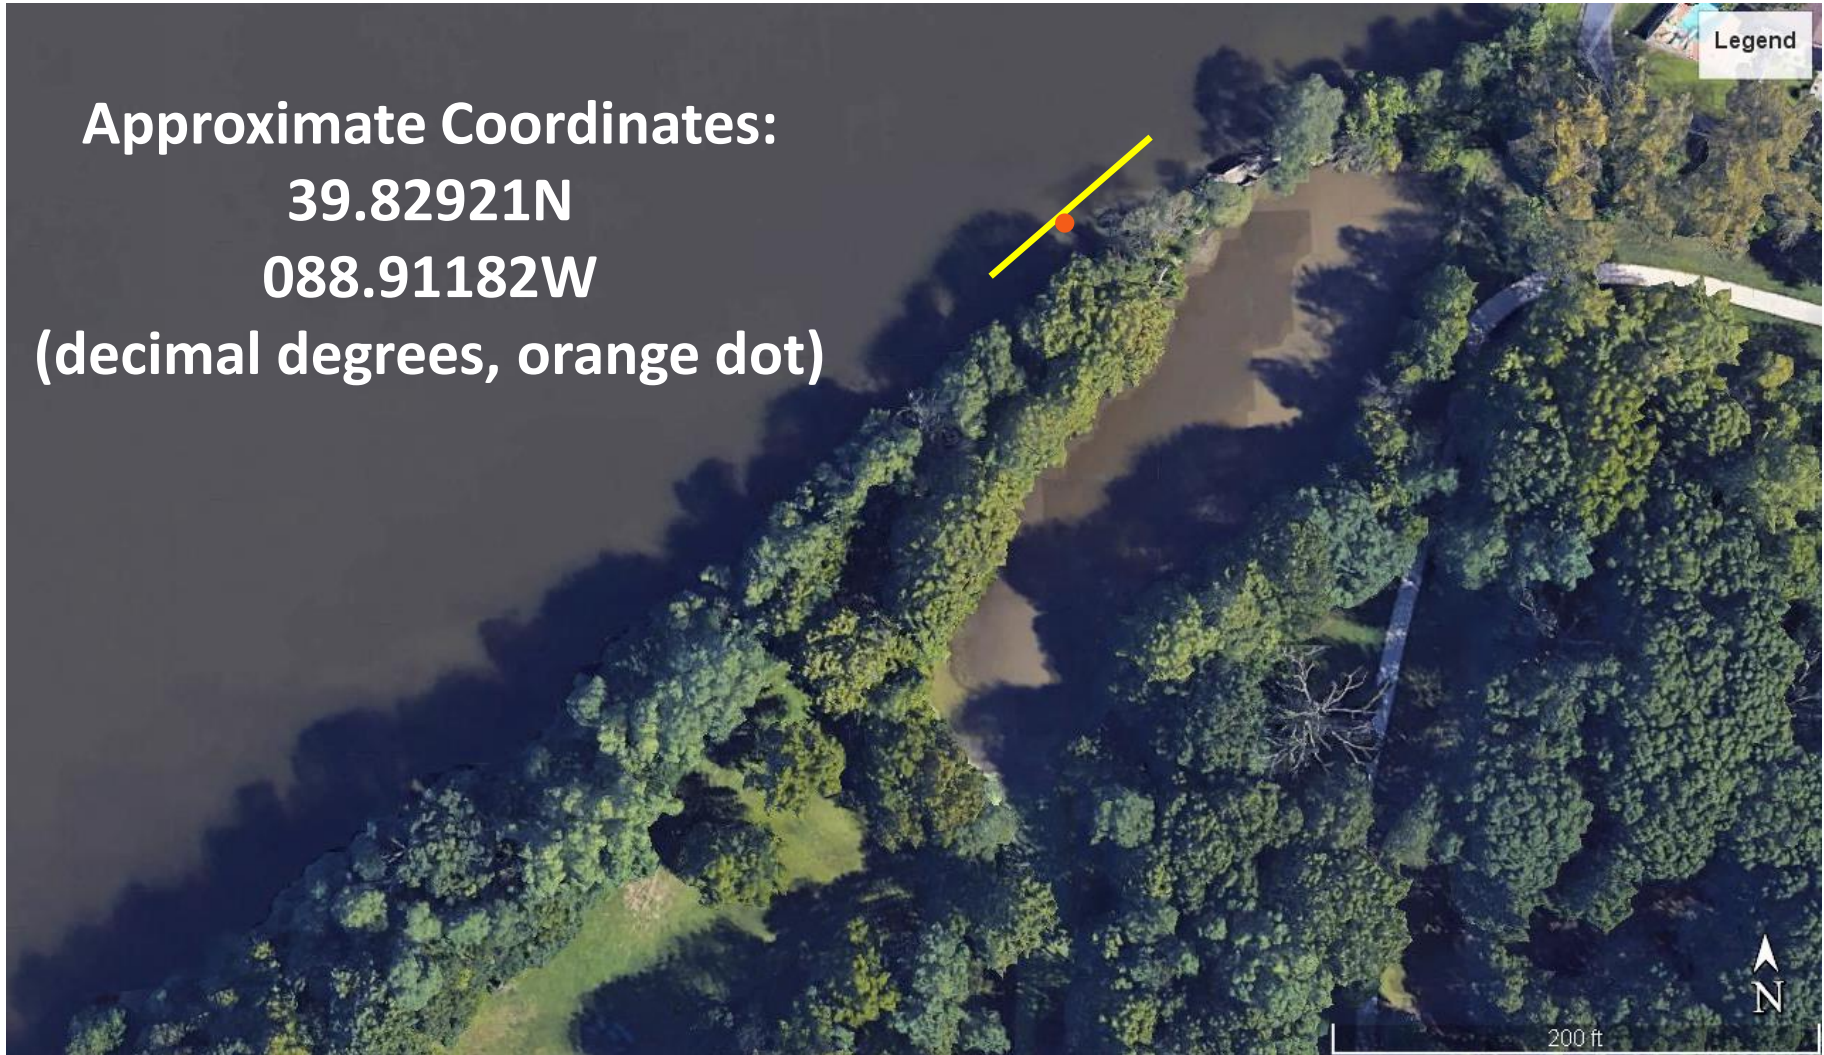 Legend
Approximate Coordinates:
39.82921N
088.91182W
(decimal degrees, orange dot)
N
200 ft